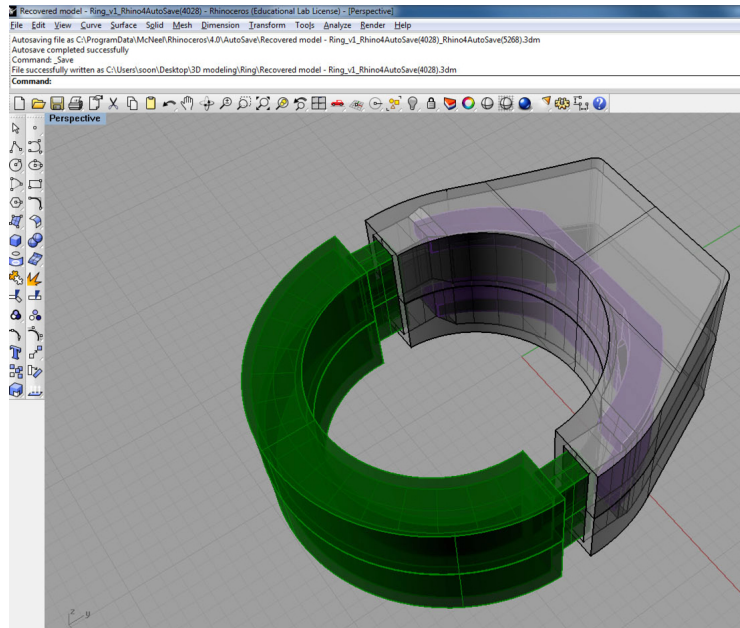 Recovered model - Ring_v1_Rhino4AutoSave(4028) - Rhinoceros (Educational Lab License) - [Perspective]
File Edit View Curve Surface Solid Mesh Dimension Transform Tools Analyze Render Help
Autosaving file as C:\ProgramData\McNeel\Rhinoceros\4.0\AutoSave\Recovered model - Ring_v1_Rhino4AutoSave(4028)_Rhino4AutoSave(5268).3dm
Autosave completed successfully
Command: _Save
File successfully written as C:\Users\soon\Desktop\3D modeling\Ring\Recovered model - Ring_v1_Rhino4AutoSave(4028).3dm
Command:
Perspective
z
y